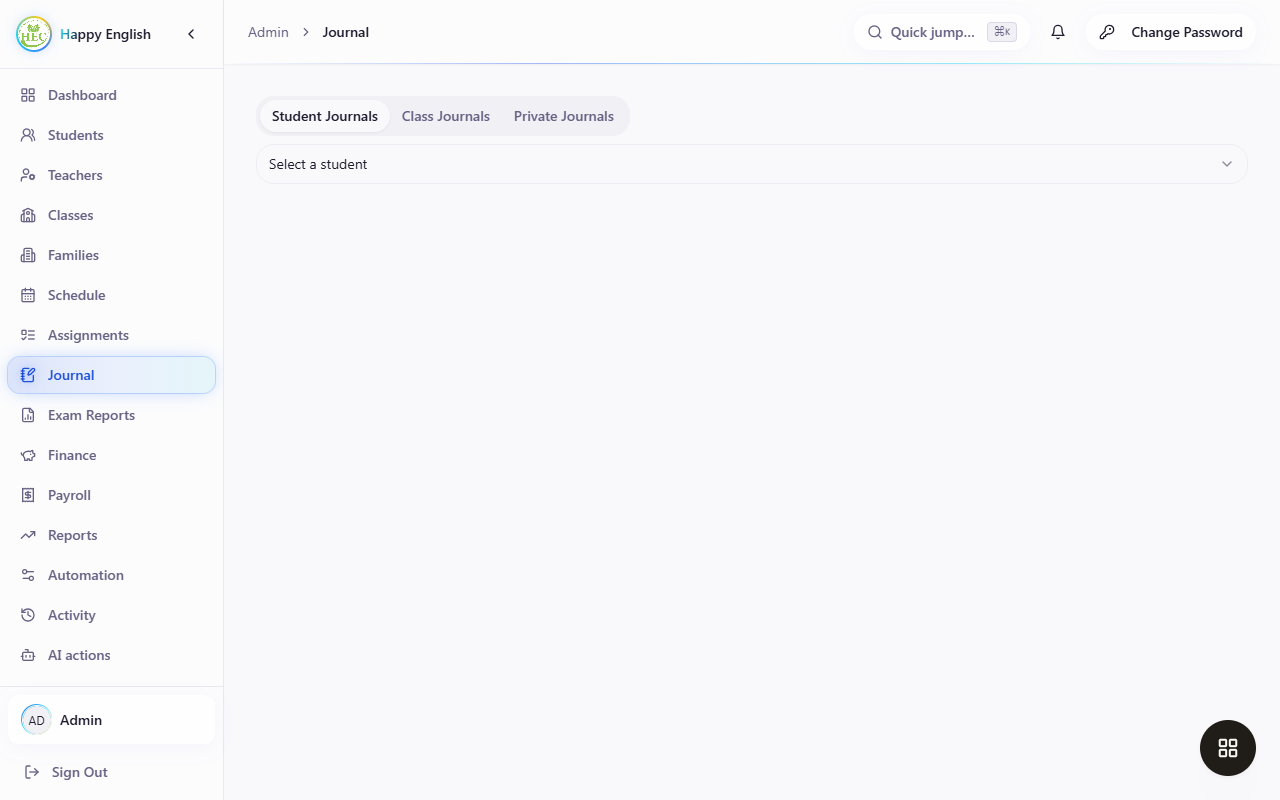 HEC
Happy English
Admin
Journal
Quick jump...
⌘K
Change Password
Dashboard
Students
Teachers
Classes
Families
Schedule
Assignments
Journal
Exam Reports
Finance
Payroll
Reports
Automation
Activity
AI actions
AD
Admin
Sign Out
Student Journals
Class Journals
Private Journals
Select a student